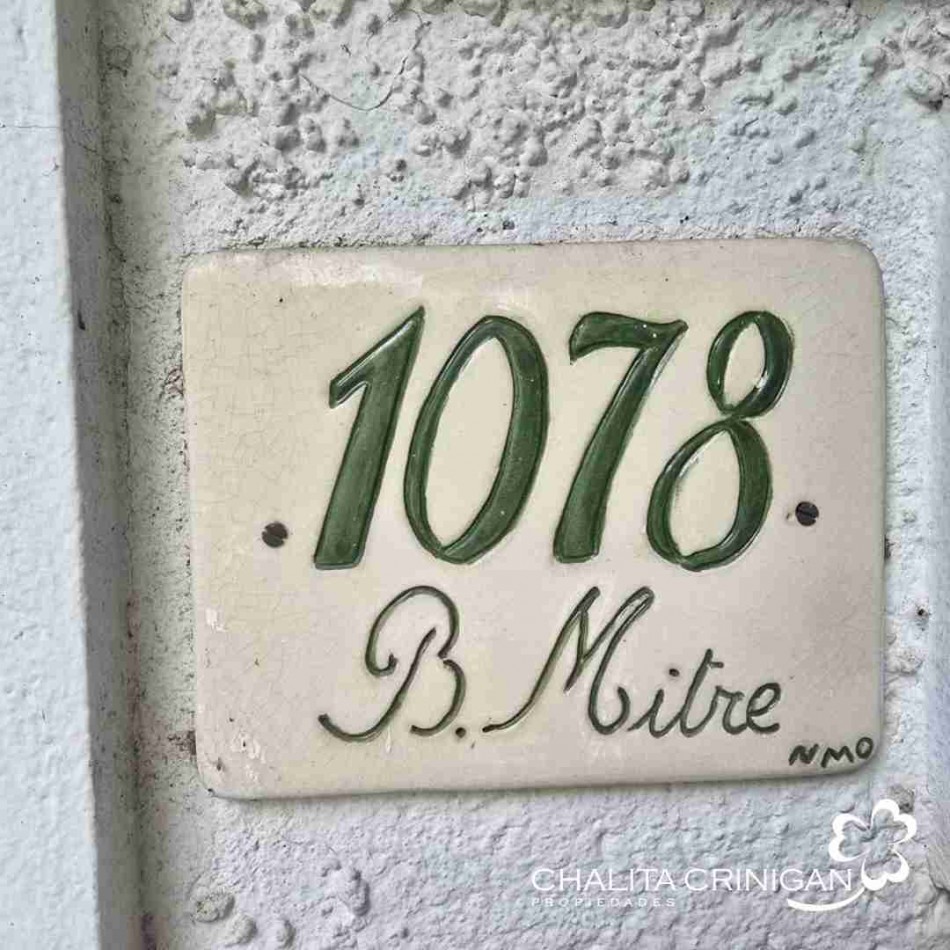 1078
B. Mitre
NMO
CHALITA CRINIGAN
PROPIEDADES